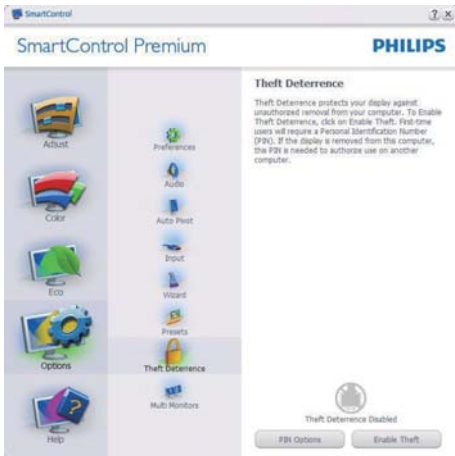 SmartControl
SmartControl Premium
PHILIPS
Adjust
Color
Eco
Options
Help
Preferences
Audio
Auto Pivot
Input
Wizard
Presets
Theft Deterrence
Multi Monitors
Theft Deterrence
Theft Deterrence protects your display against
unauthorized removal from your computer. To Enable
Theft Deterrence, click on Enable Theft. First-time
users will require a Personal Identification Number
(PIN). If the display is removed from this computer,
this PIN is needed to authorize use on another
computer.
Theft Deterrence Disabled
PIN Options
Enable Theft